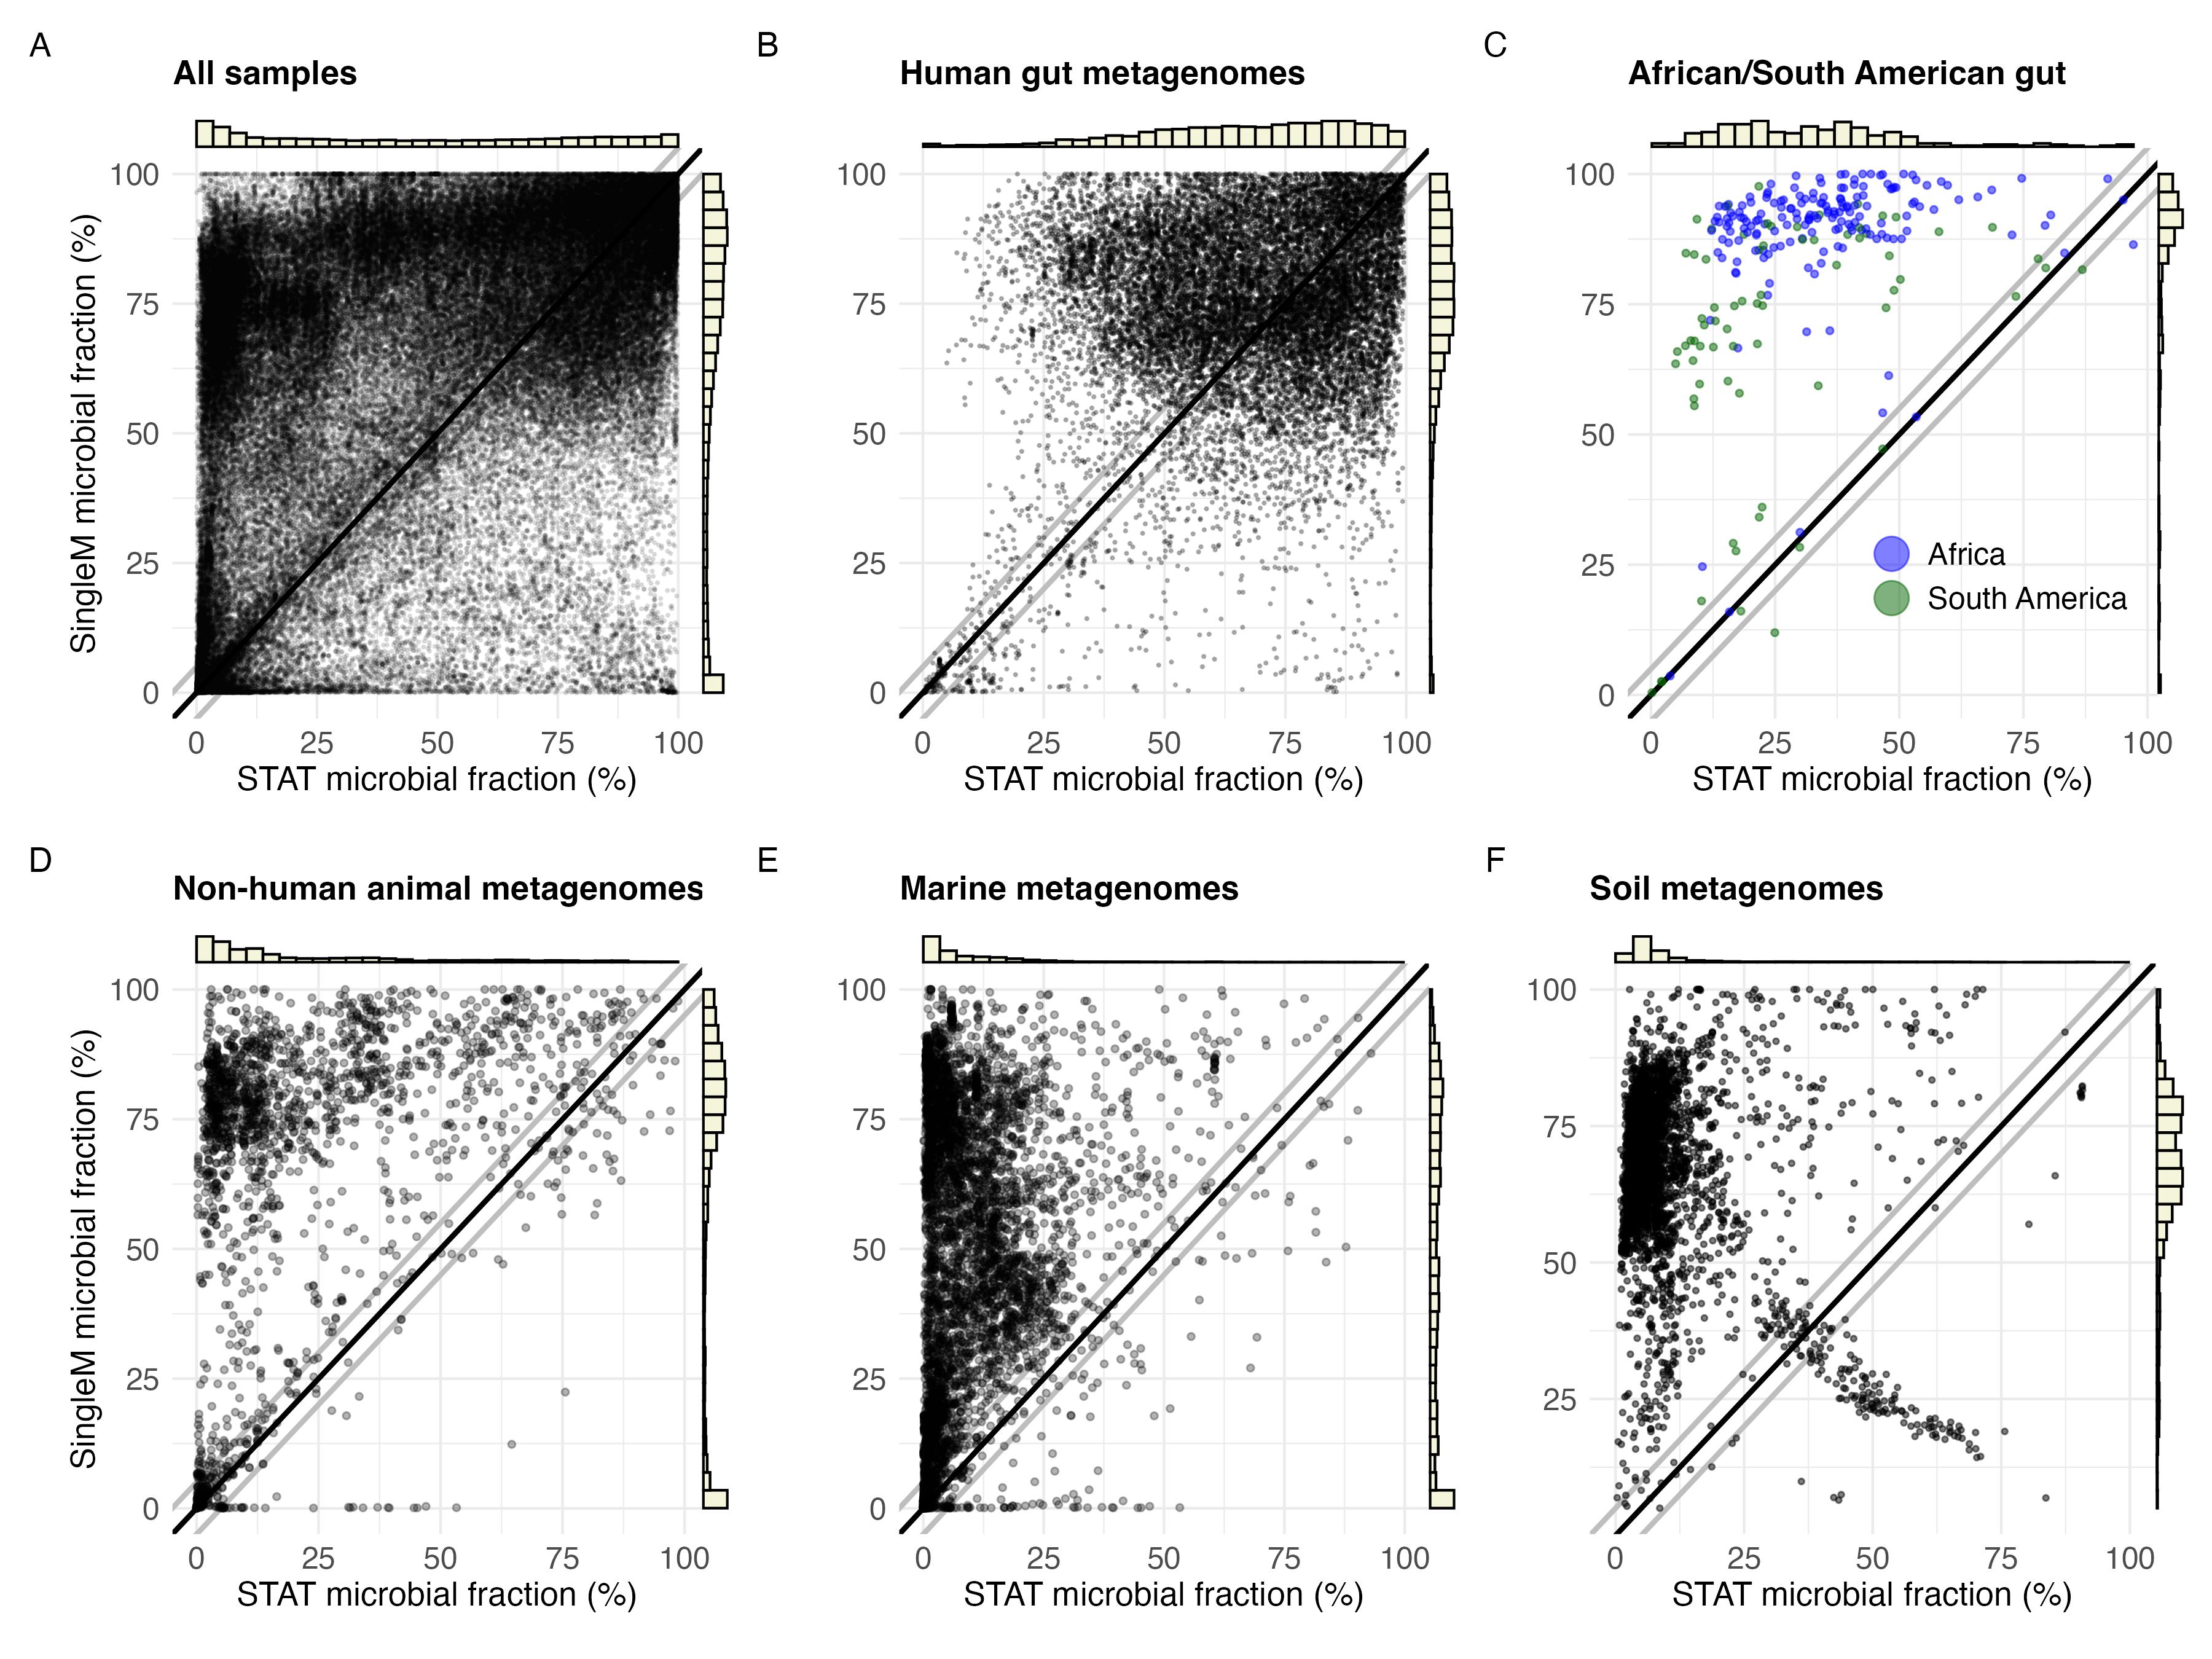 A
B
C
All samples
Human gut metagenomes
African/South American gut
100
75
50
25
0
SingleM microbial fraction (%)
0 25 50 75 100
STAT microbial fraction (%)
100
75
50
25
0
0 25 50 75 100
STAT microbial fraction (%)
100
75
50
25
0
Africa
South America
0 25 50 75 100
STAT microbial fraction (%)
D
E
F
Non-human animal metagenomes
Marine metagenomes
Soil metagenomes
100
75
50
25
0
SingleM microbial fraction (%)
0 25 50 75 100
STAT microbial fraction (%)
100
75
50
25
0
0 25 50 75 100
STAT microbial fraction (%)
100
75
50
25
0 25 50 75 100
STAT microbial fraction (%)